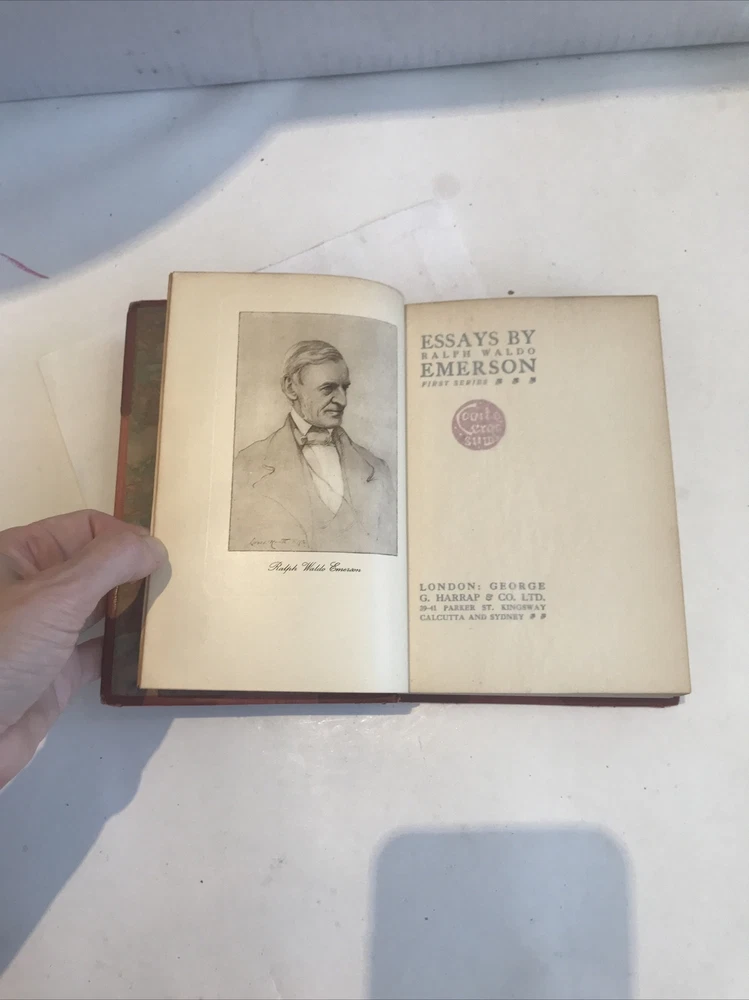 Ralph Waldo Emerson
ESSAYS BY
RALPH WALDO
EMERSON
FIRST SERIES
LONDON: GEORGE
G. HARRAP & CO. LTD.
39-41 PARKER ST. KINGSWAY
CALCUTTA AND SYDNEY